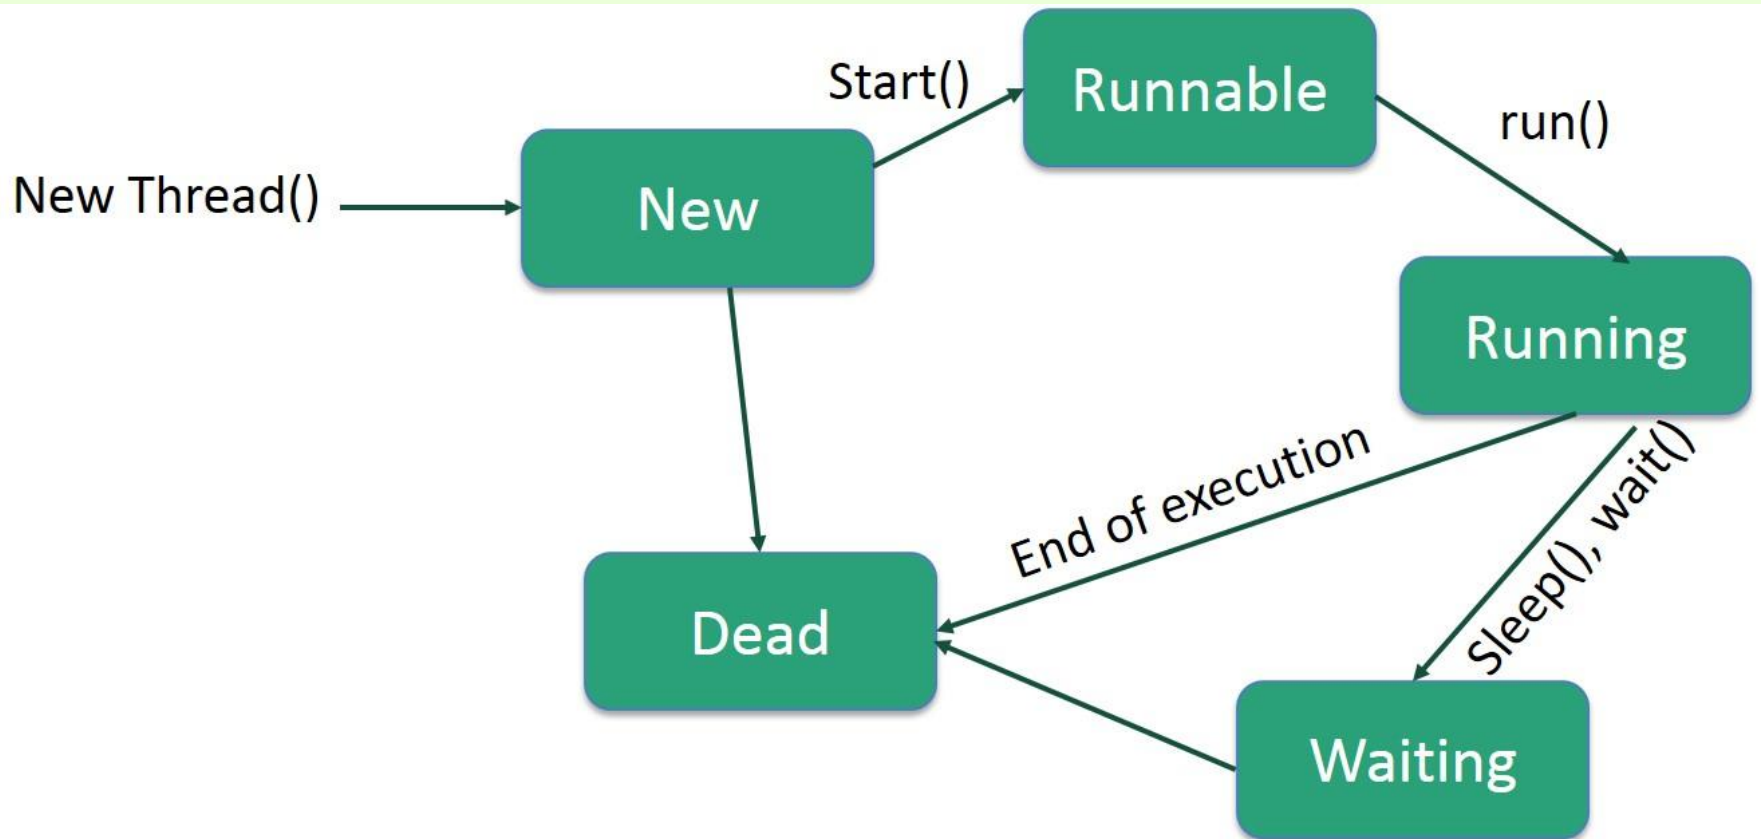 Start()
Runnable
run()
New Thread()
New
Running
End of execution
Sleep(), wait()
Dead
Waiting